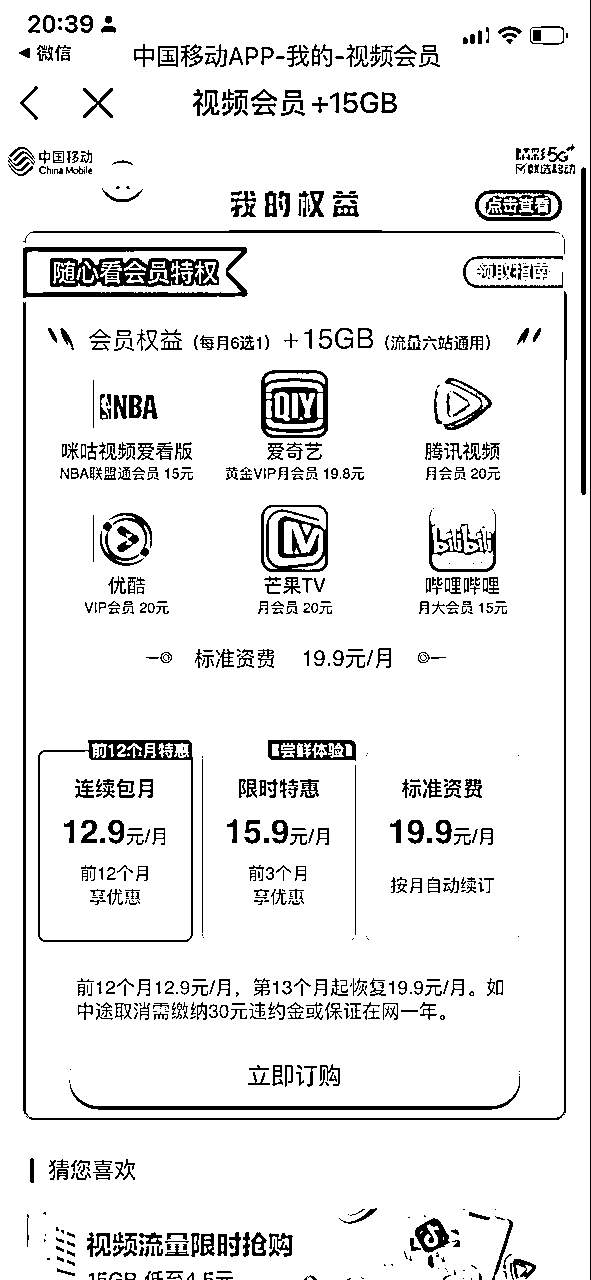 20:39
微信
中国移动APP-我的-视频会员
视频会员+15GB
中国移动
China Mobile
我的权益
点击查看
随心看会员特权
领取指南
会员权益（每月6选1）+15GB（流量六站通用）
NBA
QIY
咪咕视频爱看版
爱奇艺
腾讯视频
NBA联盟通会员 15元
黄金VIP月会员 19.8元
月会员 20元
bilibili
优酷
芒果TV
哔哩哔哩
VIP会员 20元
月会员 20元
月大会员 15元
标准资费 19.9元/月
前12个月特惠
尝鲜体验
连续包月
限时特惠
标准资费
12.9元/月
15.9元/月
19.9元/月
前12个月
享优惠
前3个月
享优惠
按月自动续订
前12个月12.9元/月，第13个月起恢复19.9元/月。如
中途取消需缴纳30元违约金或保证在网一年。
立即订购
猜您喜欢
视频流量限时抢购
15GB 低至4.5元